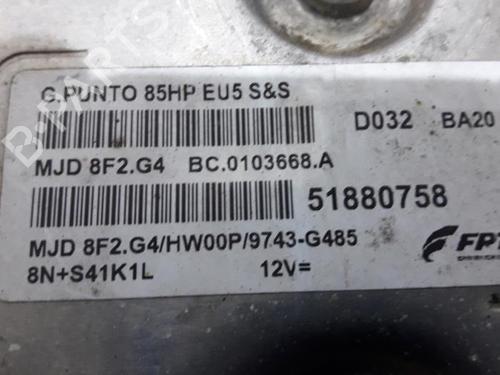 G.PUNTO 85HP EU5 S&S
D032 BA20
MJD 8F2.G4 BC.0103668.A
51880758
MJD 8F2.G4/HW00P/9743-G485
8N+S41K1L 12V=
FPT
B-PARTS